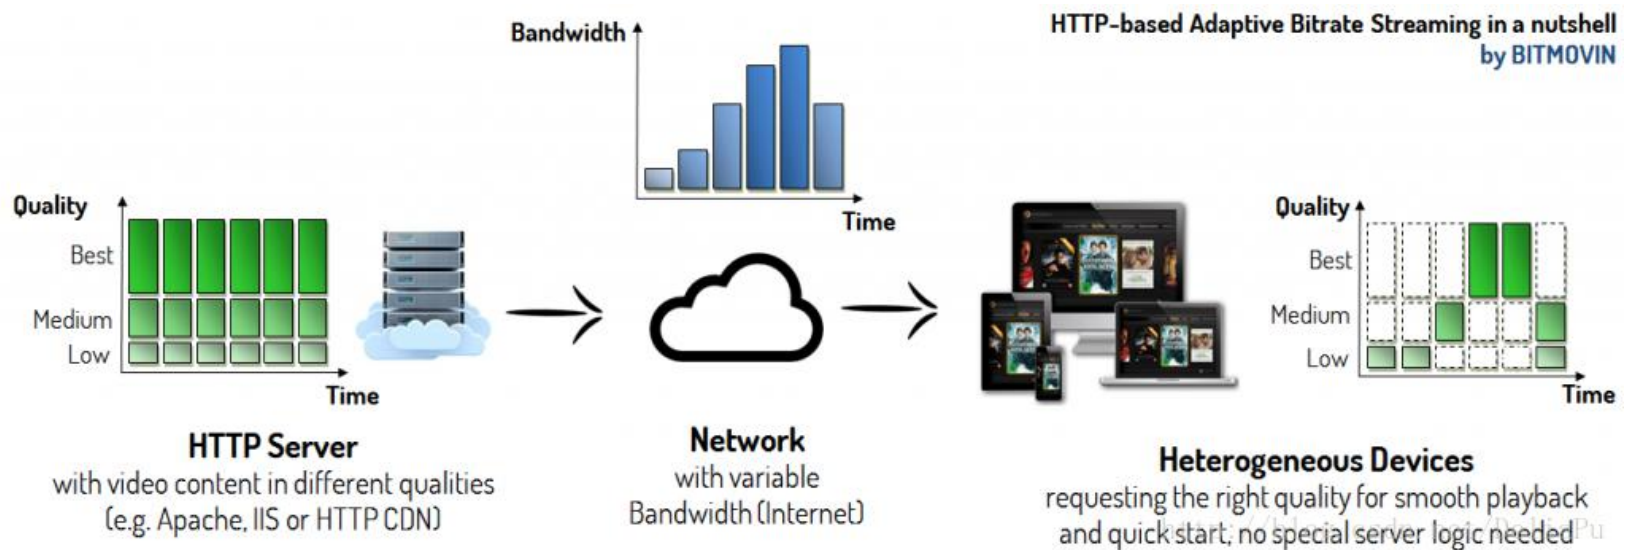 HTTP-based Adaptive Bitrate Streaming in a nutshell
by BITMOVIN
Bandwidth
Time
Quality
Best
Medium
Low
Time
HTTP Server
with video content in different qualities
(e.g. Apache, IIS or HTTP CDN)
Network
with variable
Bandwidth (Internet)
Quality
Best
Medium
Low
Time
Heterogeneous Devices
requesting the right quality for smooth playback
and quick start, no special server logic needed